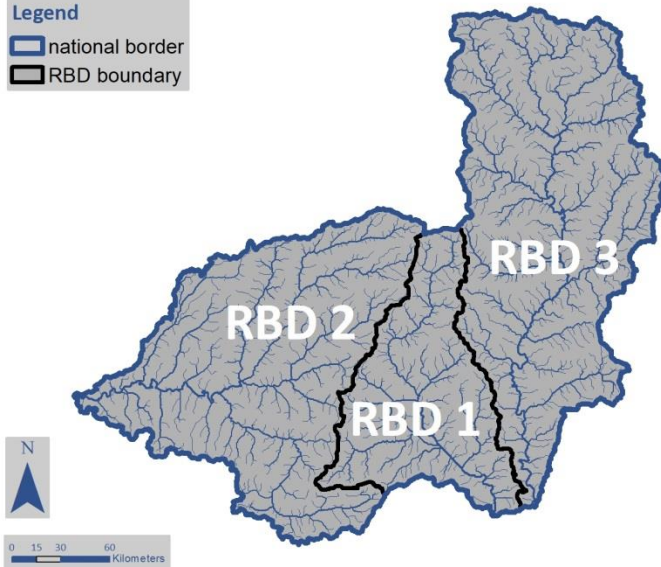 Legend
national border
RBD boundary
RBD 3
RBD 2
RBD 1
N
0 15 30 60
Kilometers